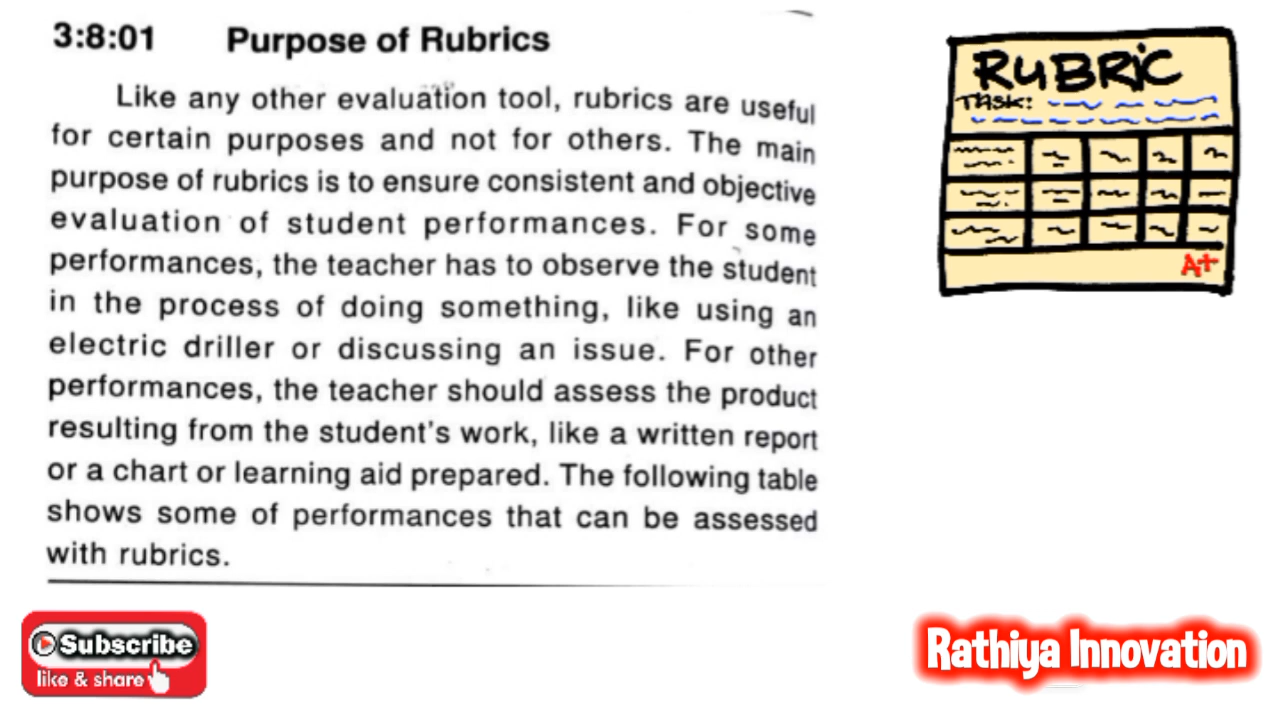 3:8:01 Purpose of Rubrics
Like any other evaluation tool, rubrics are useful
for certain purposes and not for others. The main
purpose of rubrics is to ensure consistent and objective
evaluation of student performances. For some
performances, the teacher has to observe the student
in the process of doing something, like using an
electric driller or discussing an issue. For other
performances, the teacher should assess the product
resulting from the student's work, like a written report
or a chart or learning aid prepared. The following table
shows some of performances that can be assessed
with rubrics.
RUBRIC
TASK:
A+
Subscribe
like & share
Rathiya Innovation